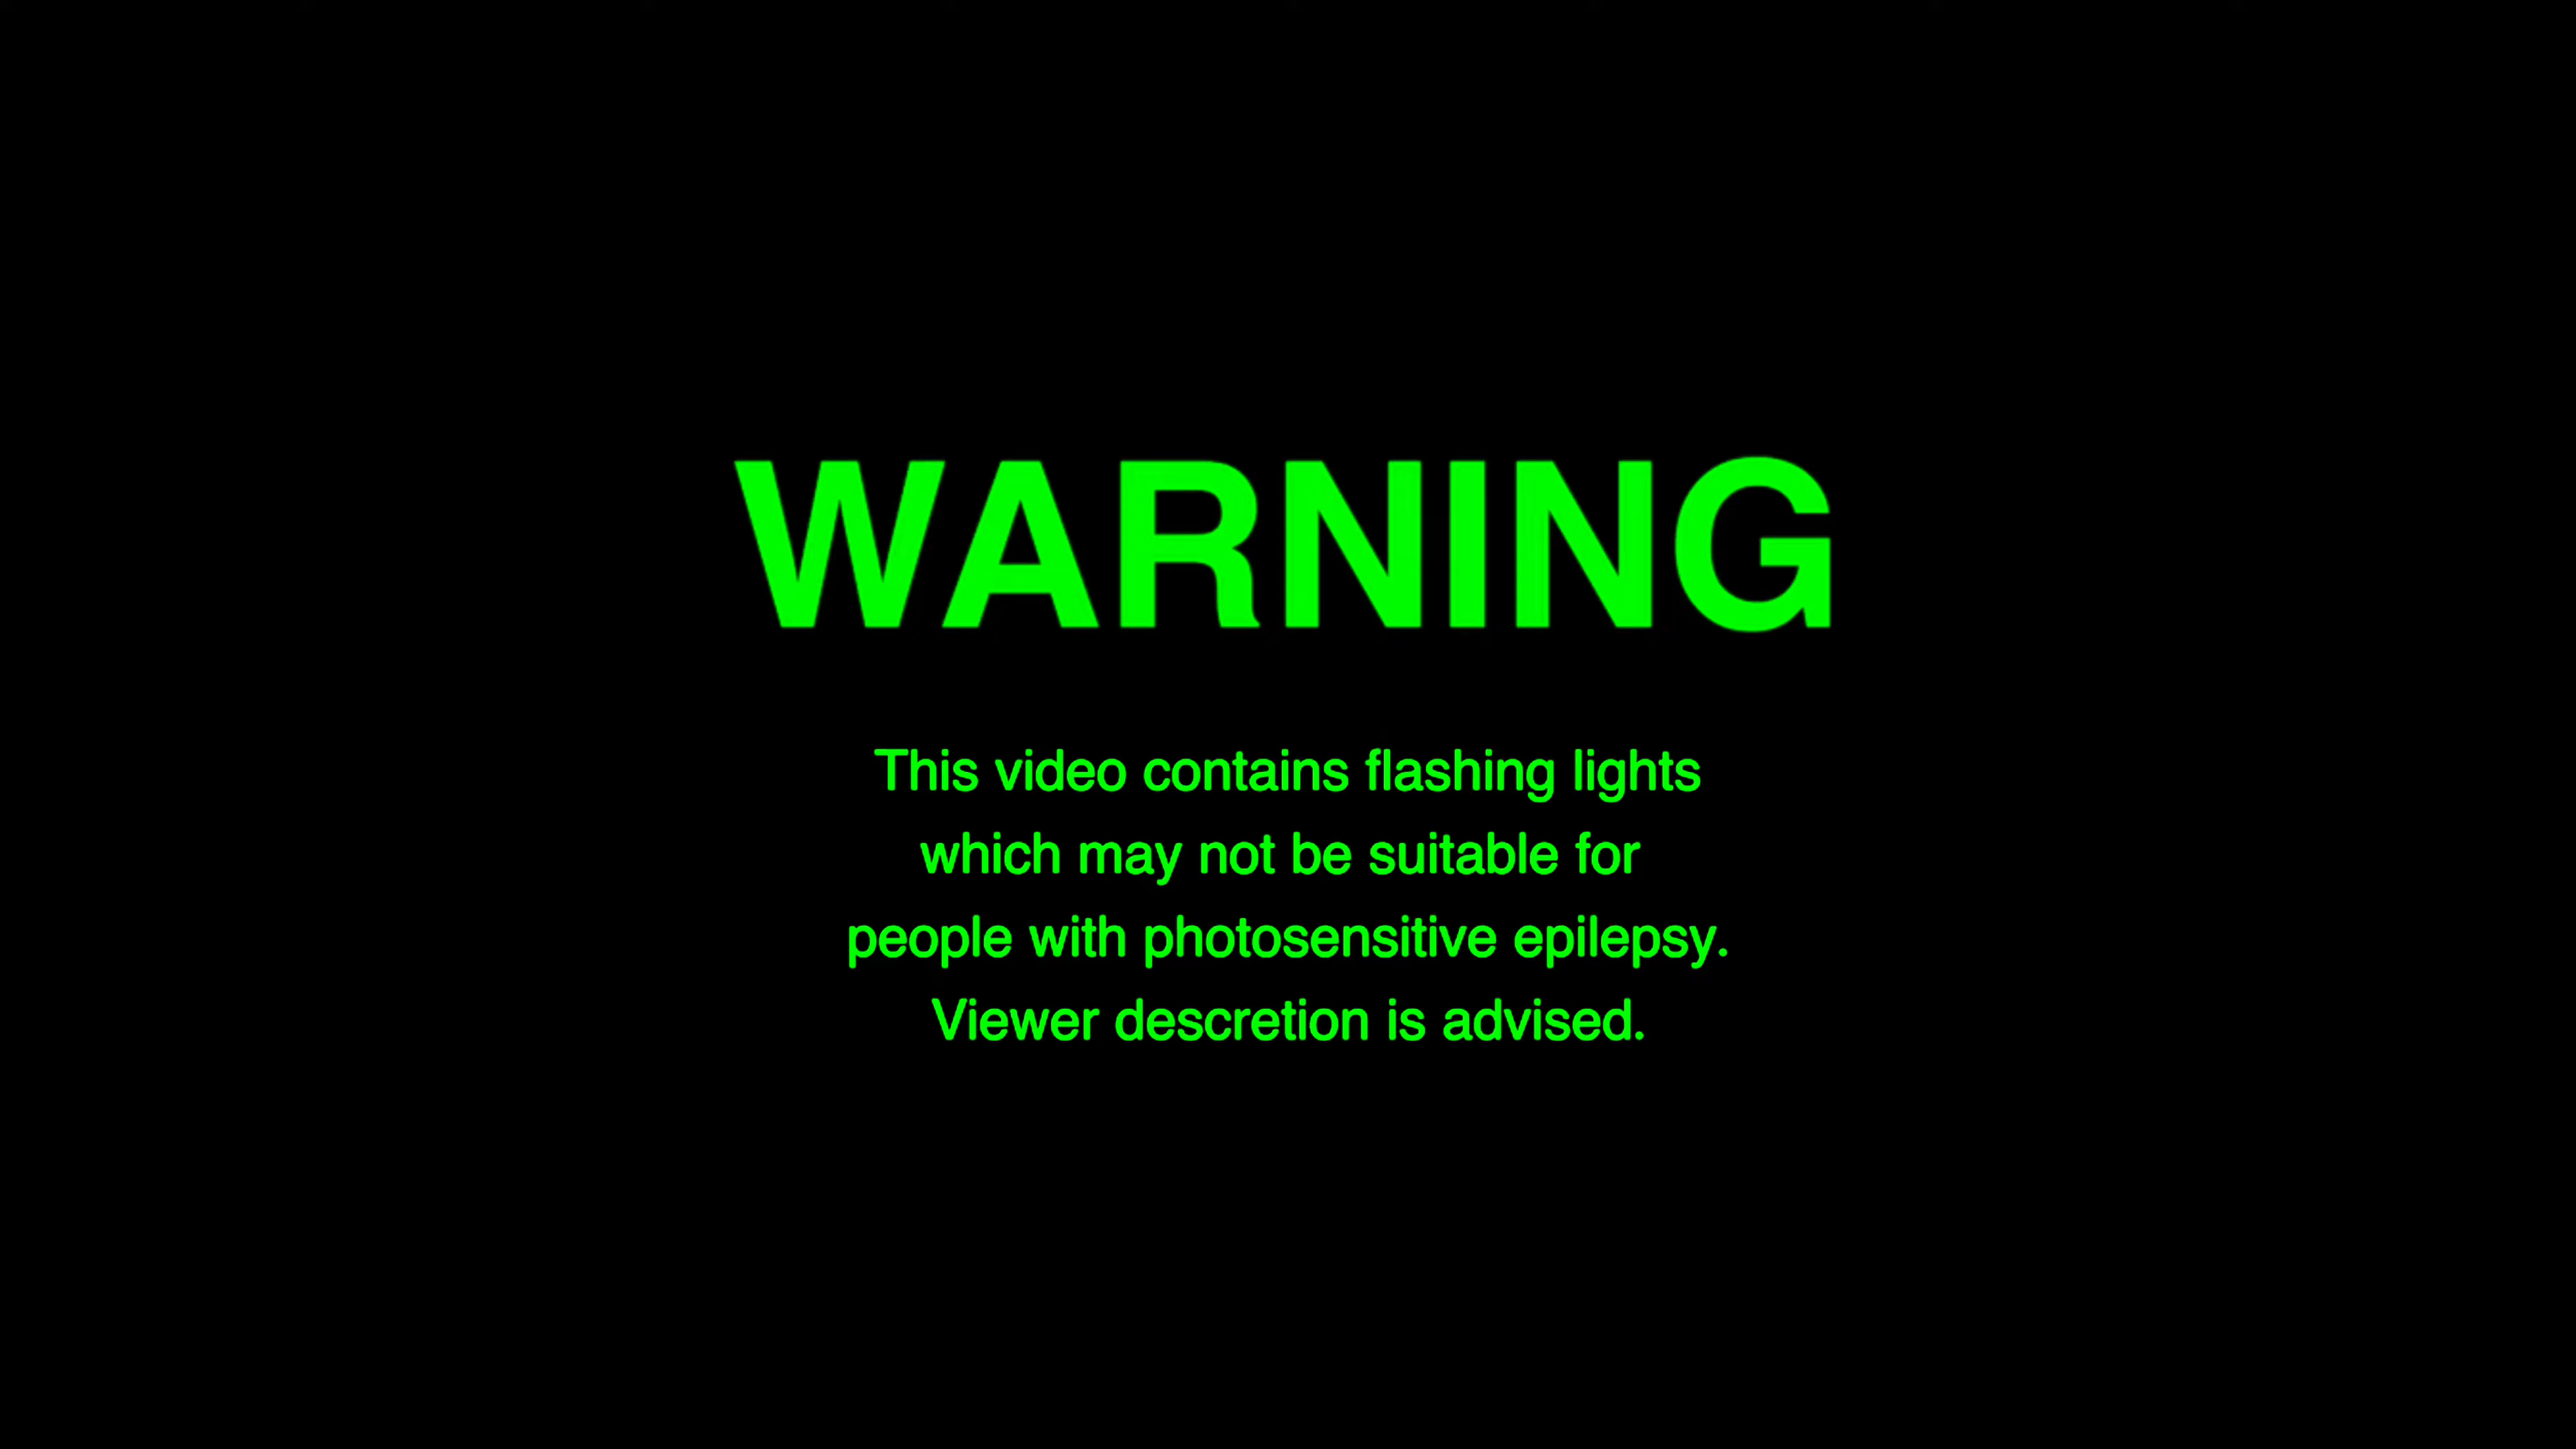 WARNING
This video contains flashing lights
which may not be suitable for
people with photosensitive epilepsy.
Viewer descretion is advised.